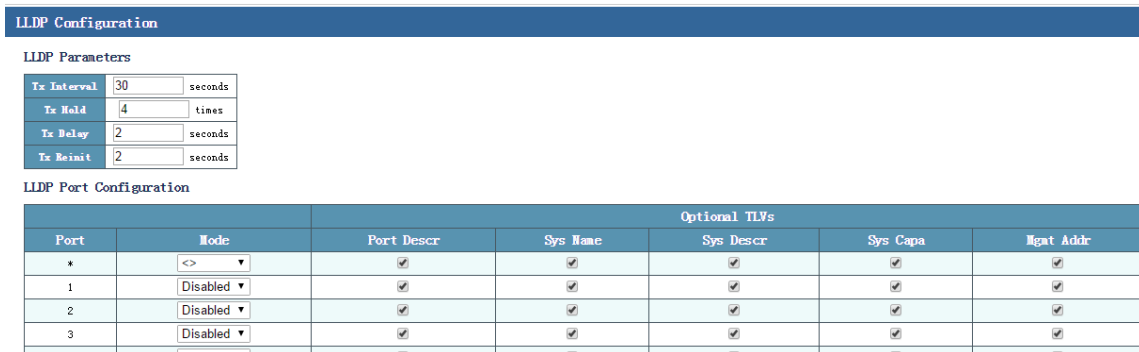 LLDP Configuration
LLDP Parameters
Tx Interval 30 seconds
Tx Hold 4 times
Tx Delay 2 seconds
Tx Reinit 2 seconds
LLDP Port Configuration
Optional TLVs
Port Mode Port Descr Sys Name Sys Descr Sys Capa Mgmt Addr
* <>
1 Disabled
2 Disabled
3 Disabled